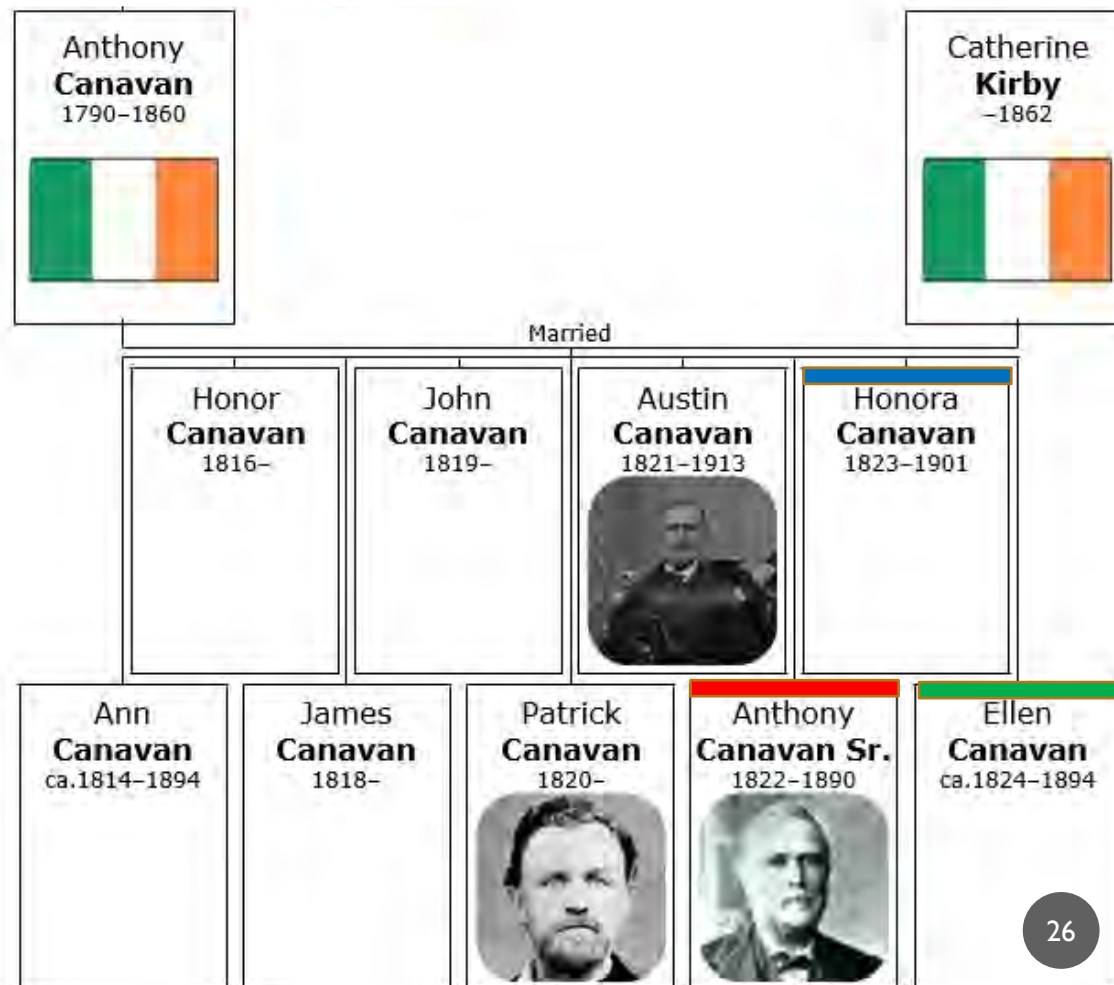 Anthony
Canavan
1790–1860
Catherine
Kirby
–1862
Married
Honor
Canavan
1816–
John
Canavan
1819–
Austin
Canavan
1821–1913
Honora
Canavan
1823–1901
Ann
Canavan
ca.1814–1894
James
Canavan
1818–
Patrick
Canavan
1820–
Anthony
Canavan Sr.
1822–1890
Ellen
Canavan
ca.1824–1894
26